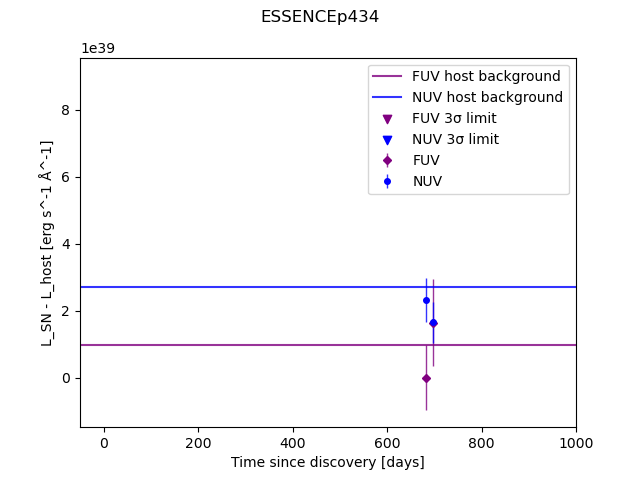 ESSENCEp434
1e39
FUV host background
NUV host background
FUV 3σ limit
NUV 3σ limit
FUV
NUV
8
6
4
2
0
L_SN - L_host [erg s^-1 Å^-1]
0 200 400 600 800 1000
Time since discovery [days]